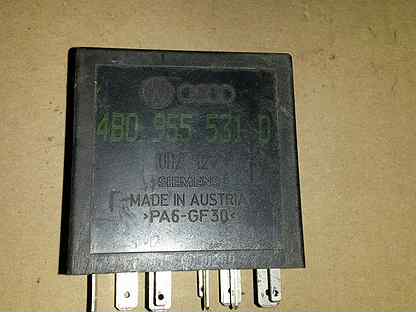 4B0 955 531 D
SIEMENS
MADE IN AUSTRIA
>PA6-GF30<